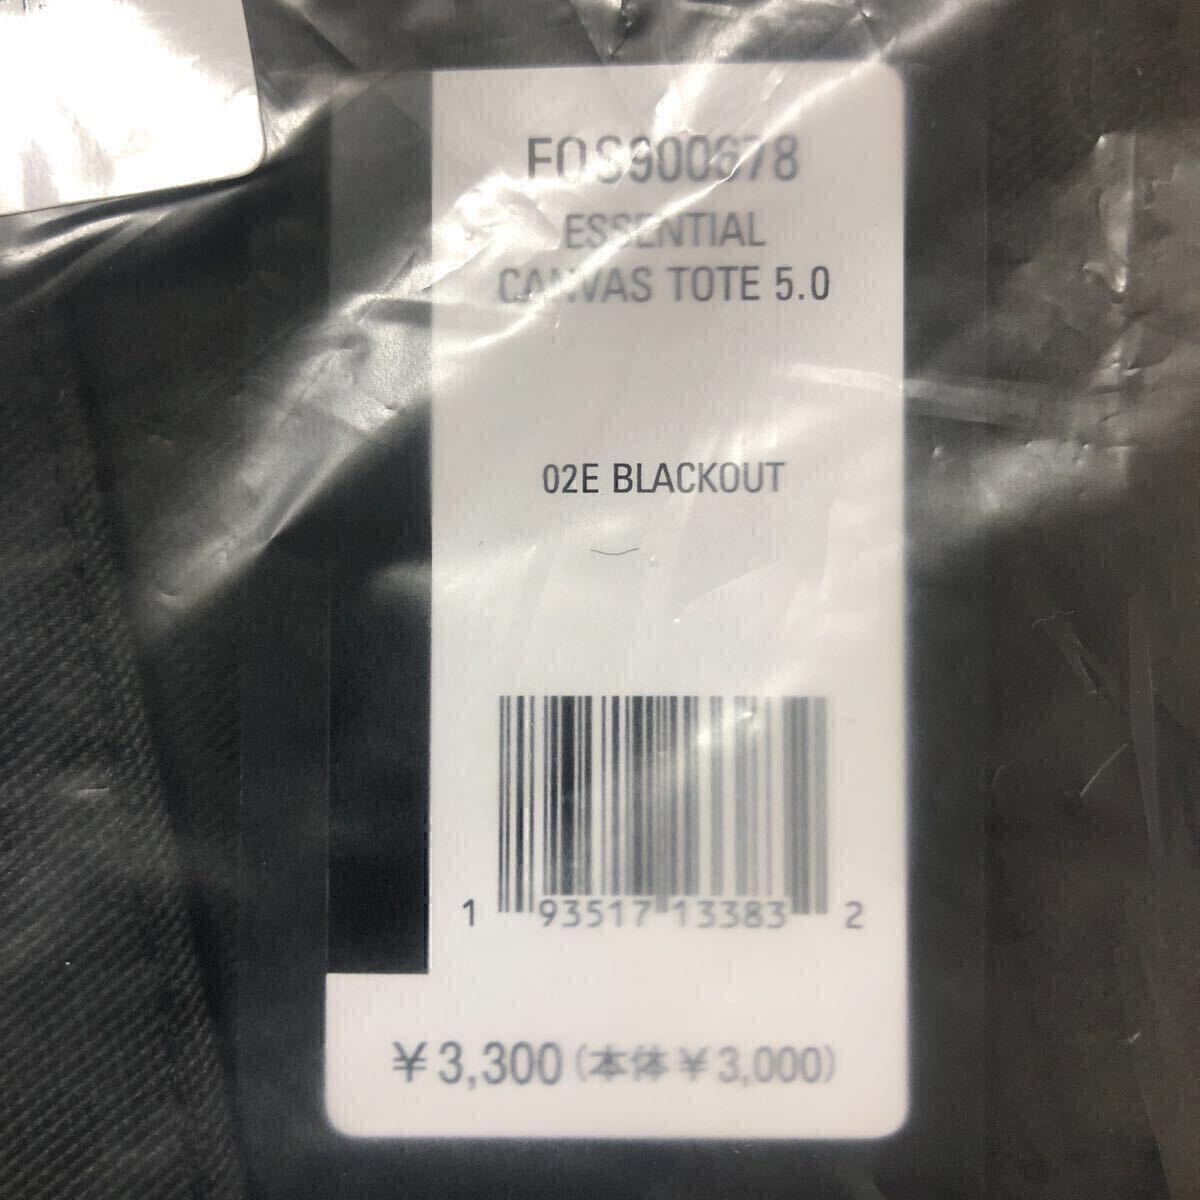 FOS900678
ESSENTIAL
CANVAS TOTE 5.0
02E BLACKOUT
1 93517 13383 2
¥3,300(本体¥3,000)